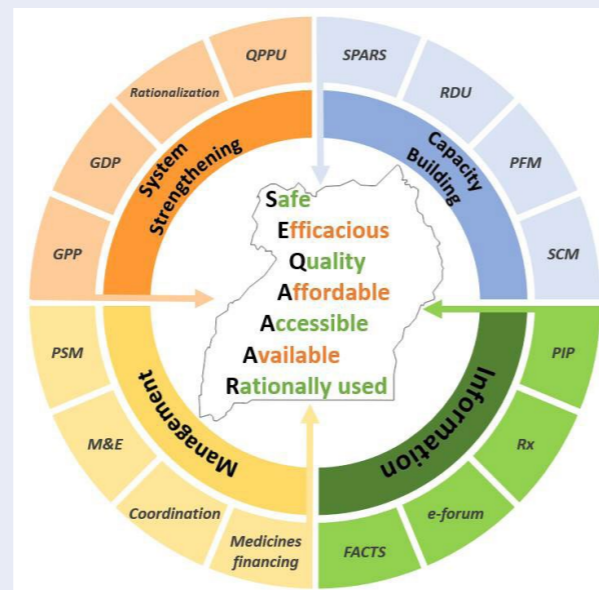 QPPU
SPARS
Rationalization
RDU
GDP
PFM
GPP
SCM
System
Strengthening
Capacity
Building
Safe
Efficacious
Quality
Affordable
Accessible
Available
Rationally used
Management
Information
PSM
M&E
Coordination
Medicines
financing
PIP
Rx
e-forum
FACTS